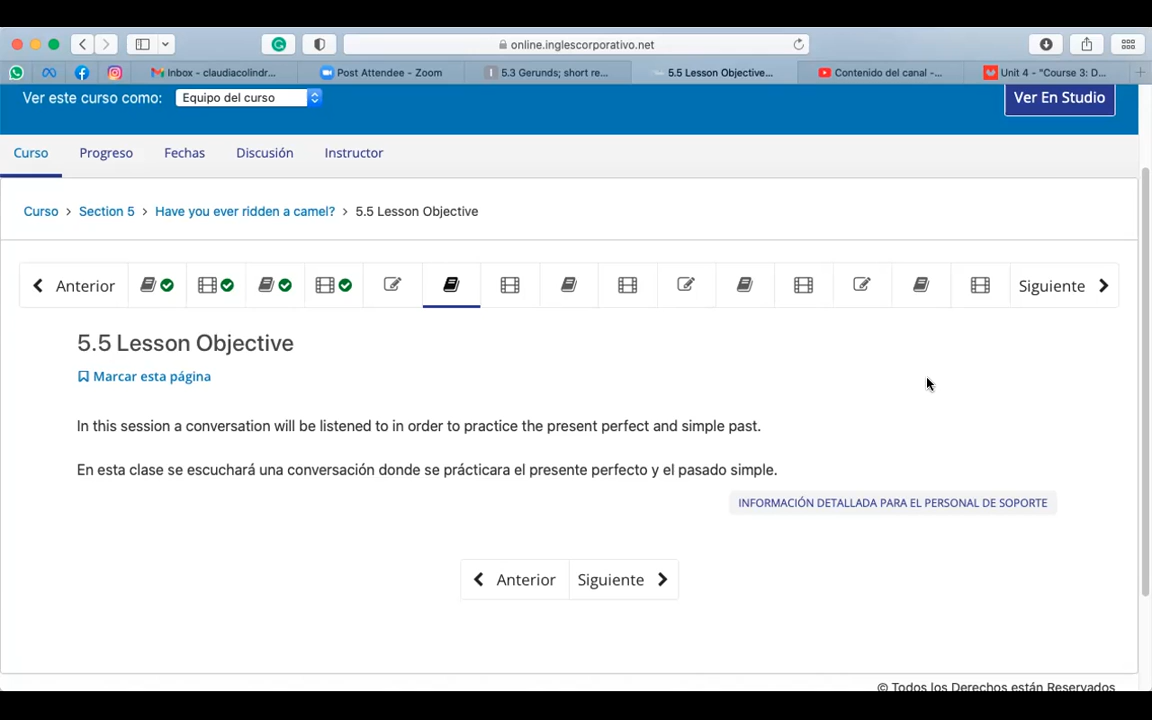 online.inglescorporativo.net
Inbox - claudiacolindr...
Post Attendee - Zoom
5.3 Gerunds; short re...
5.5 Lesson Objective...
Contenido del canal -...
Unit 4 - "Course 3: D...
Ver este curso como:
Equipo del curso
Ver En Studio
Curso
Progreso
Fechas
Discusión
Instructor
Curso > Section 5 > Have you ever ridden a camel? > 5.5 Lesson Objective
Anterior
Siguiente
5.5 Lesson Objective
Marcar esta página
In this session a conversation will be listened to in order to practice the present perfect and simple past.
En esta clase se escuchará una conversación donde se prácticara el presente perfecto y el pasado simple.
INFORMACIÓN DETALLADA PARA EL PERSONAL DE SOPORTE
Anterior
Siguiente
© Todos los Derechos están Reservados